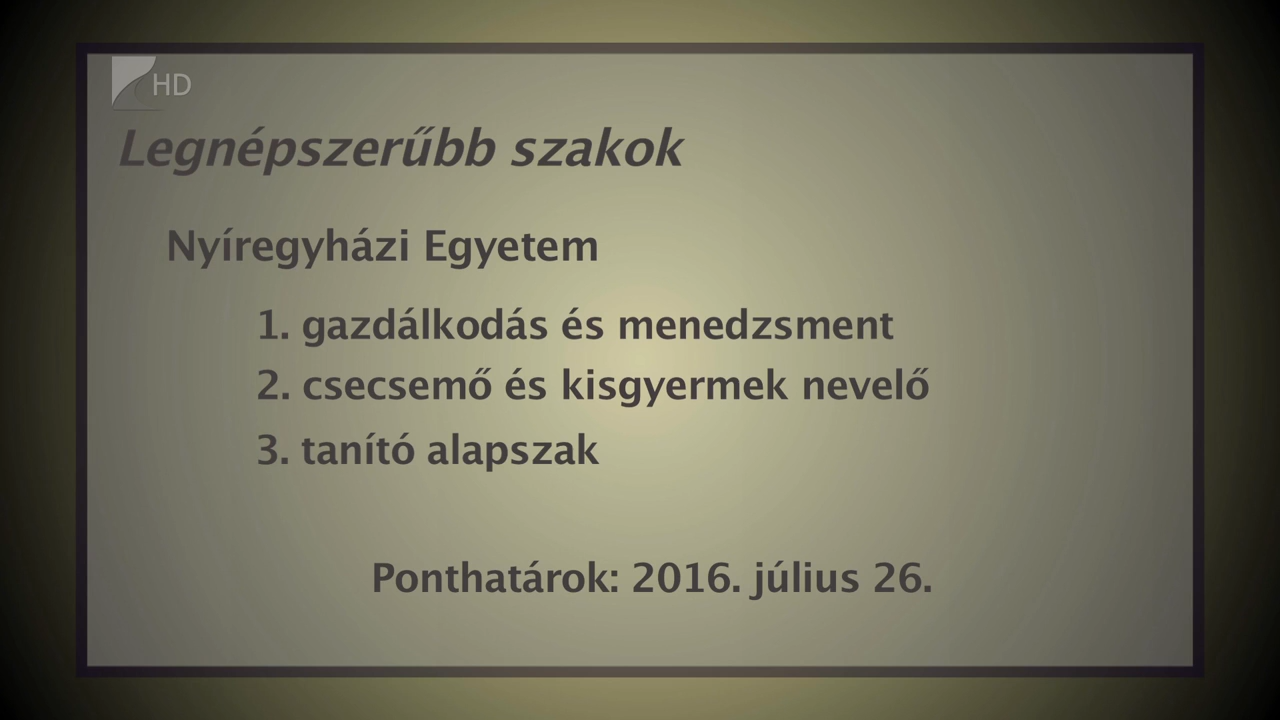 HD
Legnépszerűbb szakok
Nyíregyházi Egyetem
1. gazdálkodás és menedzsment
2. csecsemő és kisgyermek nevelő
3. tanító alapszak
Ponthatárok: 2016. július 26.